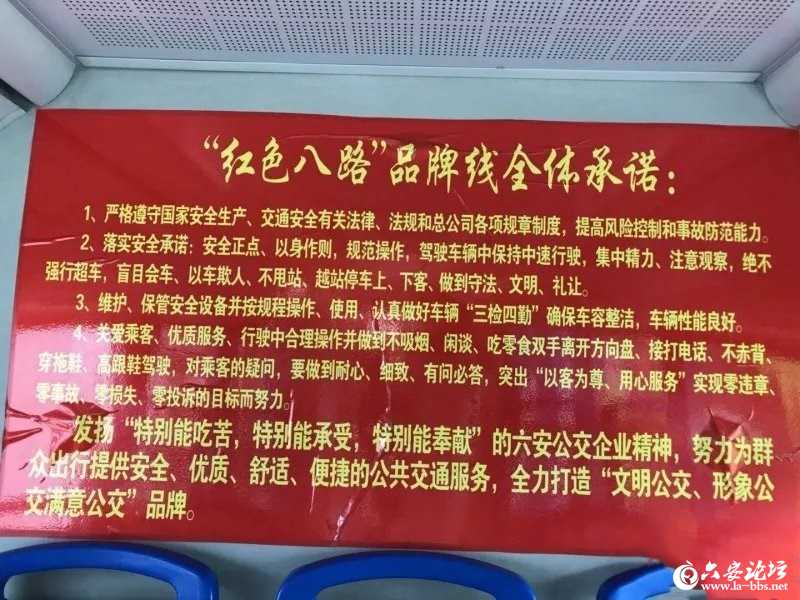 “红色八路”品牌线全体承诺：
1、严格遵守国家安全生产、交通安全有关法律、法规和总公司各项规章制度，提高风险控制和事故防范能力。
2、落实安全承诺：安全正点、以身作则，规范操作，驾驶车辆中保持中速行驶，集中精力、注意观察，绝不
强行超车，盲目会车、以车欺人、不甩站、越站停车上、下客、做到守法、文明、礼让。
3、维护、保管安全设备并按规程操作、使用、认真做好车辆“三检四勤”确保车容整洁，车辆性能良好。
4、关爱乘客、优质服务、行驶中合理操作并做到不吸烟、闲谈、吃零食双手离开方向盘、接打电话、不赤背、
穿拖鞋、高跟鞋驾驶，对乘客的疑问，要做到耐心、细致、有问必答，突出“以客为尊、用心服务”实现零违章、
零事故、零损失、零投诉的目标而努力。
发扬“特别能吃苦，特别能承受，特别能奉献”的六安公交企业精神，努力为群
众出行提供安全、优质、舒适、便捷的公共交通服务，全力打造“文明公交、形象公
交满意公交”品牌。
六安论坛
www.la-bbs.net